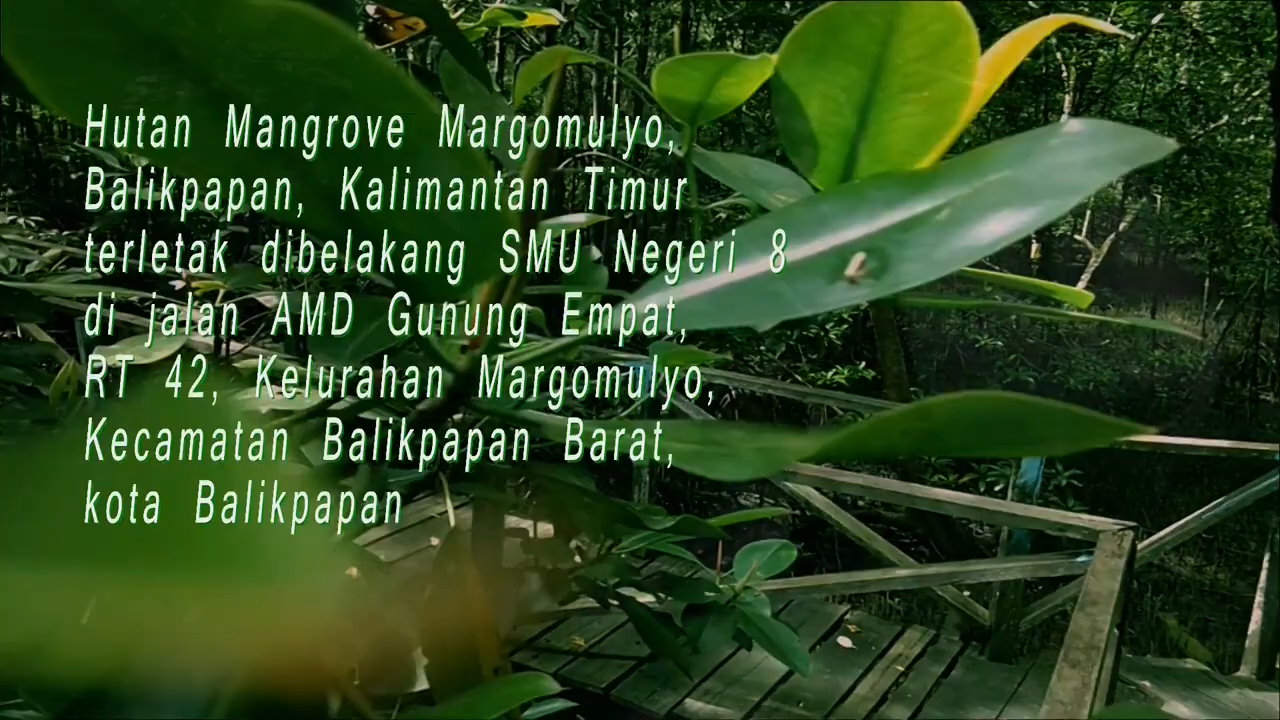 Hutan Mangrove Margomulyo,
Balikpapan, Kalimantan Timur
terletak dibelakang SMU Negeri 8
di jalan AMD Gunung Empat,
RT 42, Kelurahan Margomulyo,
Kecamatan Balikpapan Barat,
kota Balikpapan